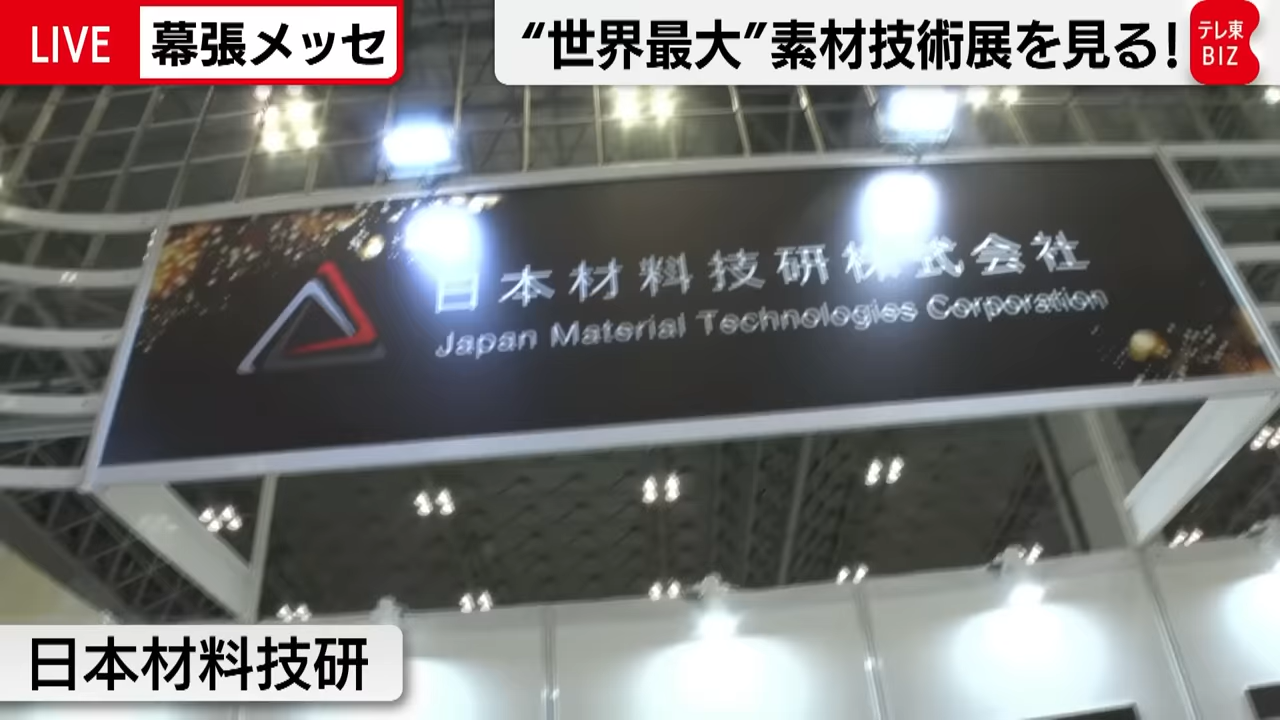 LIVE 幕張メッセ
“世界最大”素材技術展を見る!
テレ東
BIZ
日本材料技研株式会社
Japan Material Technologies Corporation
日本材料技研